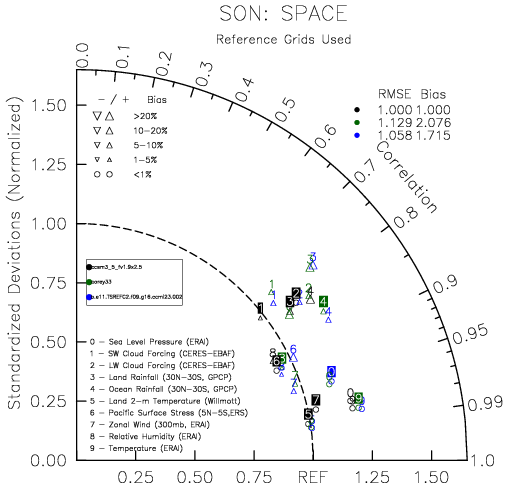 SON: SPACE
Reference Grids Used
0.0 0.1 0.2 0.3 0.4 0.5 0.6 0.7 0.8 0.9 0.95 0.99 1.0
Correlation
RMSE Bias
1.000 1.000
1.129 2.076
1.058 1.715
− / + Bias
>20%
10−20%
5−10%
1−5%
<1%
Standardized Deviations (Normalized)
1.50
1.25
1.00
0.75
0.50
0.25
0.00
0 − Sea Level Pressure (ERAI)
1 − SW Cloud Forcing (CERES−EBAF)
2 − LW Cloud Forcing (CERES−EBAF)
3 − Land Rainfall (30N−30S, GPCP)
4 − Ocean Rainfall (30N−30S, GPCP)
5 − Land 2−m Temperature (Willmott)
6 − Pacific Surface Stress (5N−5S,ERS)
7 − Zonal Wind (300mb, ERAI)
8 − Relative Humidity (ERAI)
9 − Temperature (ERAI)
0.25 0.50 0.75 REF 1.25 1.50